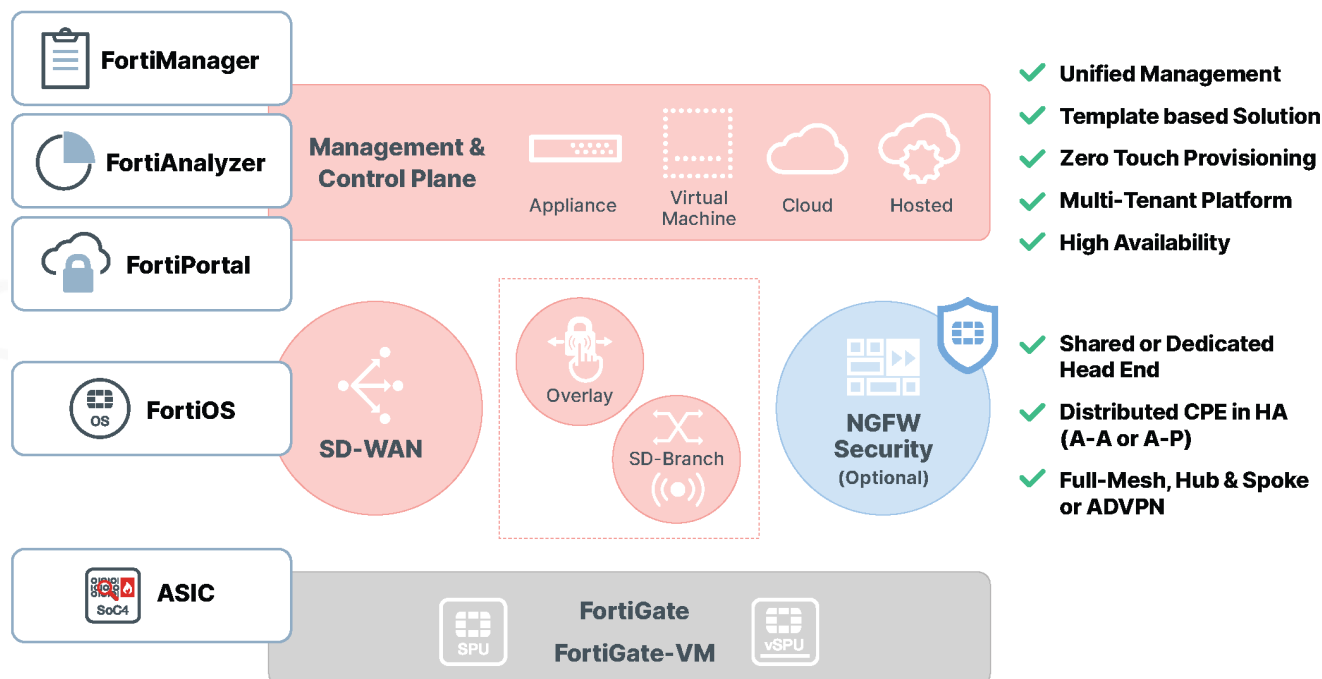 FortiManager
FortiAnalyzer
FortiPortal
Management &
Control Plane
Appliance
Virtual
Machine
Cloud
Hosted
Unified Management
Template based Solution
Zero Touch Provisioning
Multi-Tenant Platform
High Availability
OS
FortiOS
SD-WAN
Overlay
SD-Branch
NGFW
Security
(Optional)
Shared or Dedicated
Head End
Distributed CPE in HA
(A-A or A-P)
Full-Mesh, Hub & Spoke
or ADVPN
SoC4
ASIC
SPU
FortiGate
FortiGate-VM
vSPU